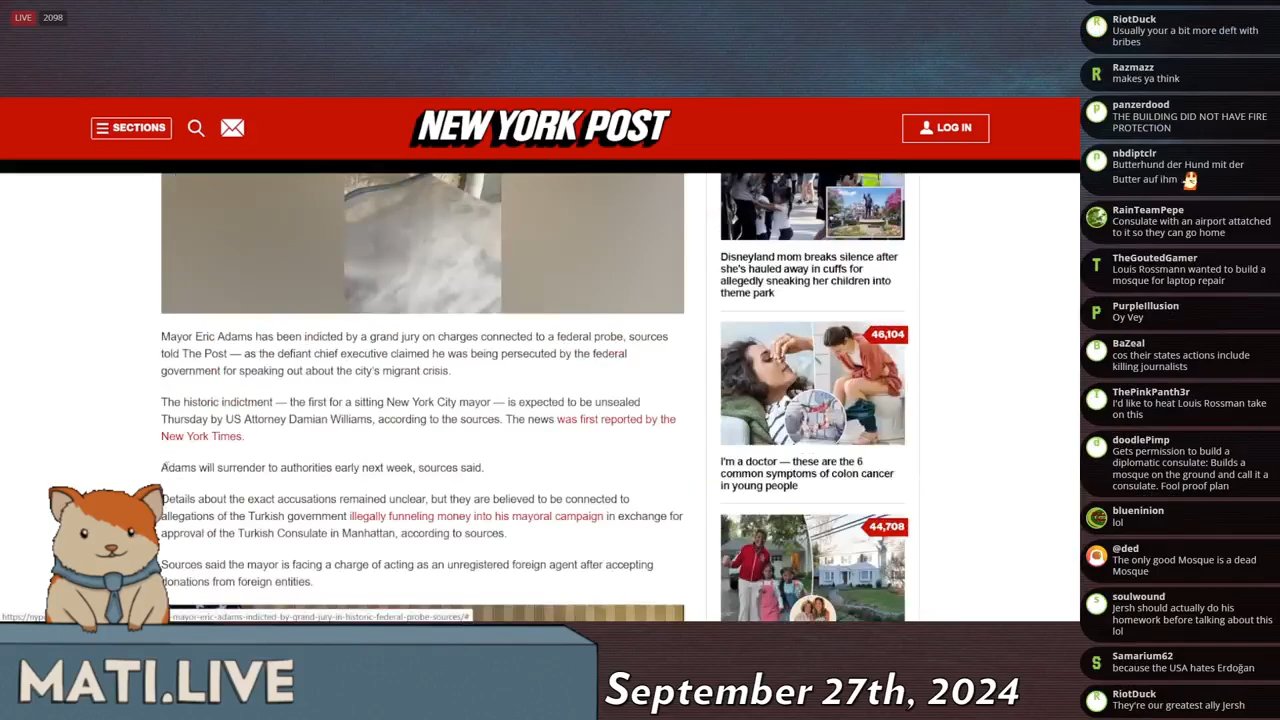 LIVE 2098
SECTIONS
NEW YORK POST
LOG IN
Mayor Eric Adams has been indicted by a grand jury on charges connected to a federal probe, sources
told The Post — as the defiant chief executive claimed he was being persecuted by the federal
government for speaking out about the city's migrant crisis.
The historic indictment — the first for a sitting New York City mayor — is expected to be unsealed
Thursday by US Attorney Damian Williams, according to the sources. The news was first reported by the
New York Times.
Adams will surrender to authorities early next week, sources said.
Details about the exact accusations remained unclear, but they are believed to be connected to
allegations of the Turkish government illegally funneling money into his mayoral campaign in exchange for
approval of the Turkish Consulate in Manhattan, according to sources.
Sources said the mayor is facing a charge of acting as an unregistered foreign agent after accepting
donations from foreign entities.
mayor-eric-adams-indicted-by-grand-jury-in-historic-federal-probe-sources/#
Disneyland mom breaks silence after
she's hauled away in cuffs for
allegedly sneaking her children into
theme park
46,104
I'm a doctor — these are the 6
common symptoms of colon cancer
in young people
44,708
MATI.LIVE
September 27th, 2024
RiotDuck
Usually your a bit more deft with
bribes
Razmazz
makes ya think
panzerdood
THE BUILDING DID NOT HAVE FIRE
PROTECTION
nbdiptclr
Butterhund der Hund mit der
Butter auf ihm
RainTeamPepe
Consulate with an airport attatched
to it so they can go home
TheGoutedGamer
Louis Rossmann wanted to build a
mosque for laptop repair
PurpleIllusion
Oy Vey
BaZeal
cos their states actions include
killing journalists
ThePinkPanth3r
I'd like to heat Louis Rossman take
on this
doodlePimp
Gets permission to build a
diplomatic consulate: Builds a
mosque on the ground and call it a
consulate. Fool proof plan
blueninion
lol
@ded
The only good Mosque is a dead
Mosque
soulwound
Jersh should actually do his
homework before talking about this
lol
Samarium62
because the USA hates Erdoğan
RiotDuck
They're our greatest ally Jersh